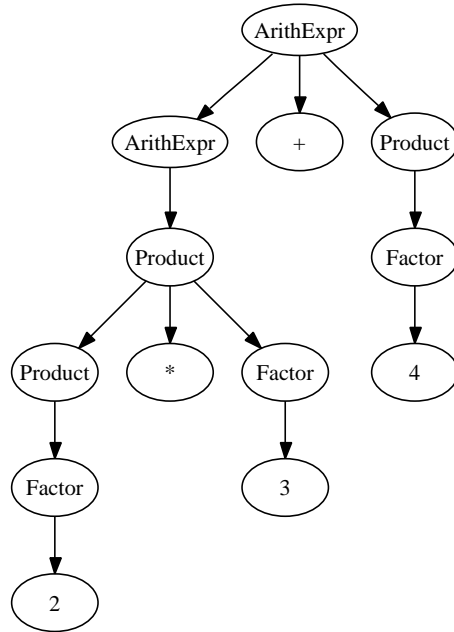 ArithExpr
ArithExpr + Product
Product Factor
Product * Factor 4
Factor 3
2